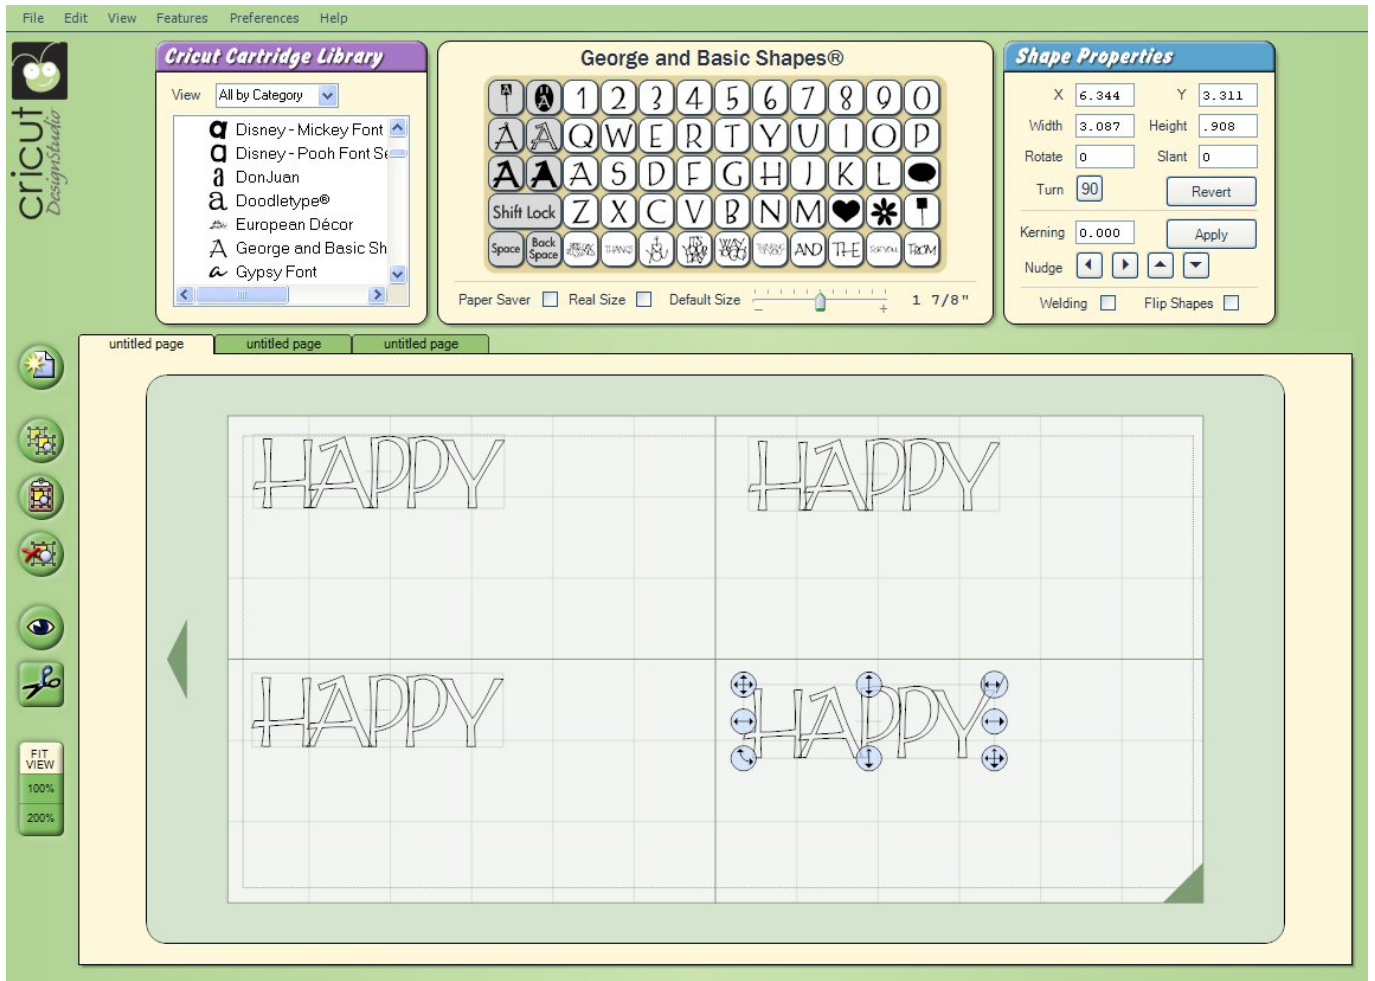 File Edit View Features Preferences Help
Cricut
DesignStudio
Cricut Cartridge Library
View All by Category
Disney - Mickey Font
Disney - Pooh Font Se
DonJuan
Doodletype®
European Décor
George and Basic Sh
Gypsy Font
George and Basic Shapes®
1 2 3 4 5 6 7 8 9 0
A A Q W E R T Y U I O P
A A A S D F G H J K L
Shift Lock Z X C V B N M
Space Back Space THANKS AND THE FOR YOU FROM
Paper Saver Real Size Default Size 1 7/8"
- +
Shape Properties
X 6.344 Y 3.311
Width 3.087 Height .908
Rotate 0 Slant 0
Turn 90 Revert
Kerning 0.000 Apply
Nudge
Welding Flip Shapes
untitled page untitled page untitled page
HAPPY HAPPY
HAPPY HAPPY
FIT
VIEW
100%
200%